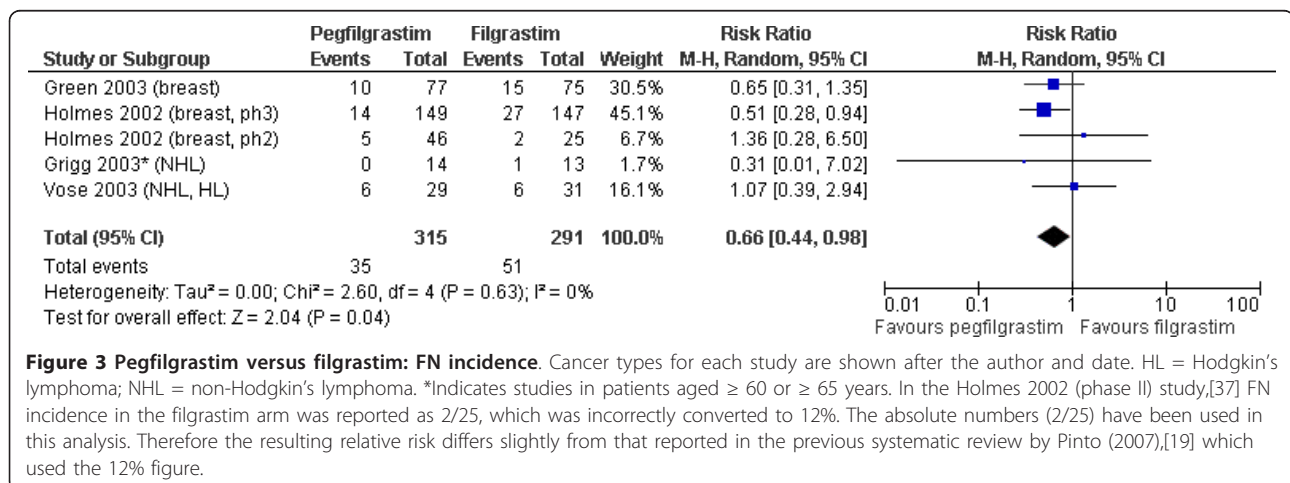 Pegfilgrastim Filgrastim Risk Ratio Risk Ratio
Study or Subgroup Events Total Events Total Weight M-H, Random, 95% CI M-H, Random, 95% CI
Green 2003 (breast) 10 77 15 75 30.5% 0.65 [0.31, 1.35]
Holmes 2002 (breast, ph3) 14 149 27 147 45.1% 0.51 [0.28, 0.94]
Holmes 2002 (breast, ph2) 5 46 2 25 6.7% 1.36 [0.28, 6.50]
Grigg 2003* (NHL) 0 14 1 13 1.7% 0.31 [0.01, 7.02]
Vose 2003 (NHL, HL) 6 29 6 31 16.1% 1.07 [0.39, 2.94]
Total (95% CI) 315 291 100.0% 0.66 [0.44, 0.98]
Total events 35 51
Heterogeneity: Tau² = 0.00; Chi² = 2.60, df = 4 (P = 0.63); I² = 0%
Test for overall effect: Z = 2.04 (P = 0.04)
0.01 0.1 1 10 100
Favours pegfilgrastim Favours filgrastim
Figure 3 Pegfilgrastim versus filgrastim: FN incidence. Cancer types for each study are shown after the author and date. HL = Hodgkin's
lymphoma; NHL = non-Hodgkin's lymphoma. *Indicates studies in patients aged ≥ 60 or ≥ 65 years. In the Holmes 2002 (phase II) study,[37] FN
incidence in the filgrastim arm was reported as 2/25, which was incorrectly converted to 12%. The absolute numbers (2/25) have been used in
this analysis. Therefore the resulting relative risk differs slightly from that reported in the previous systematic review by Pinto (2007),[19] which
used the 12% figure.